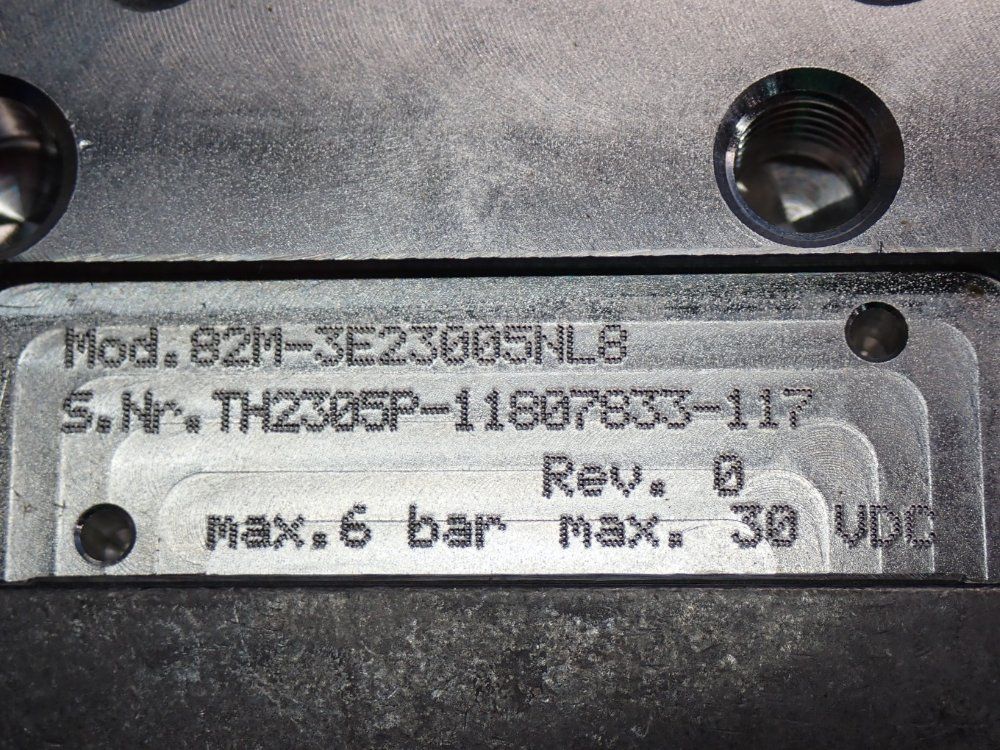 Mod.82M-3E23005NL8
S.Nr.TH2305P-11807833-117
Rev. 0
max.6 bar max. 30 VDC